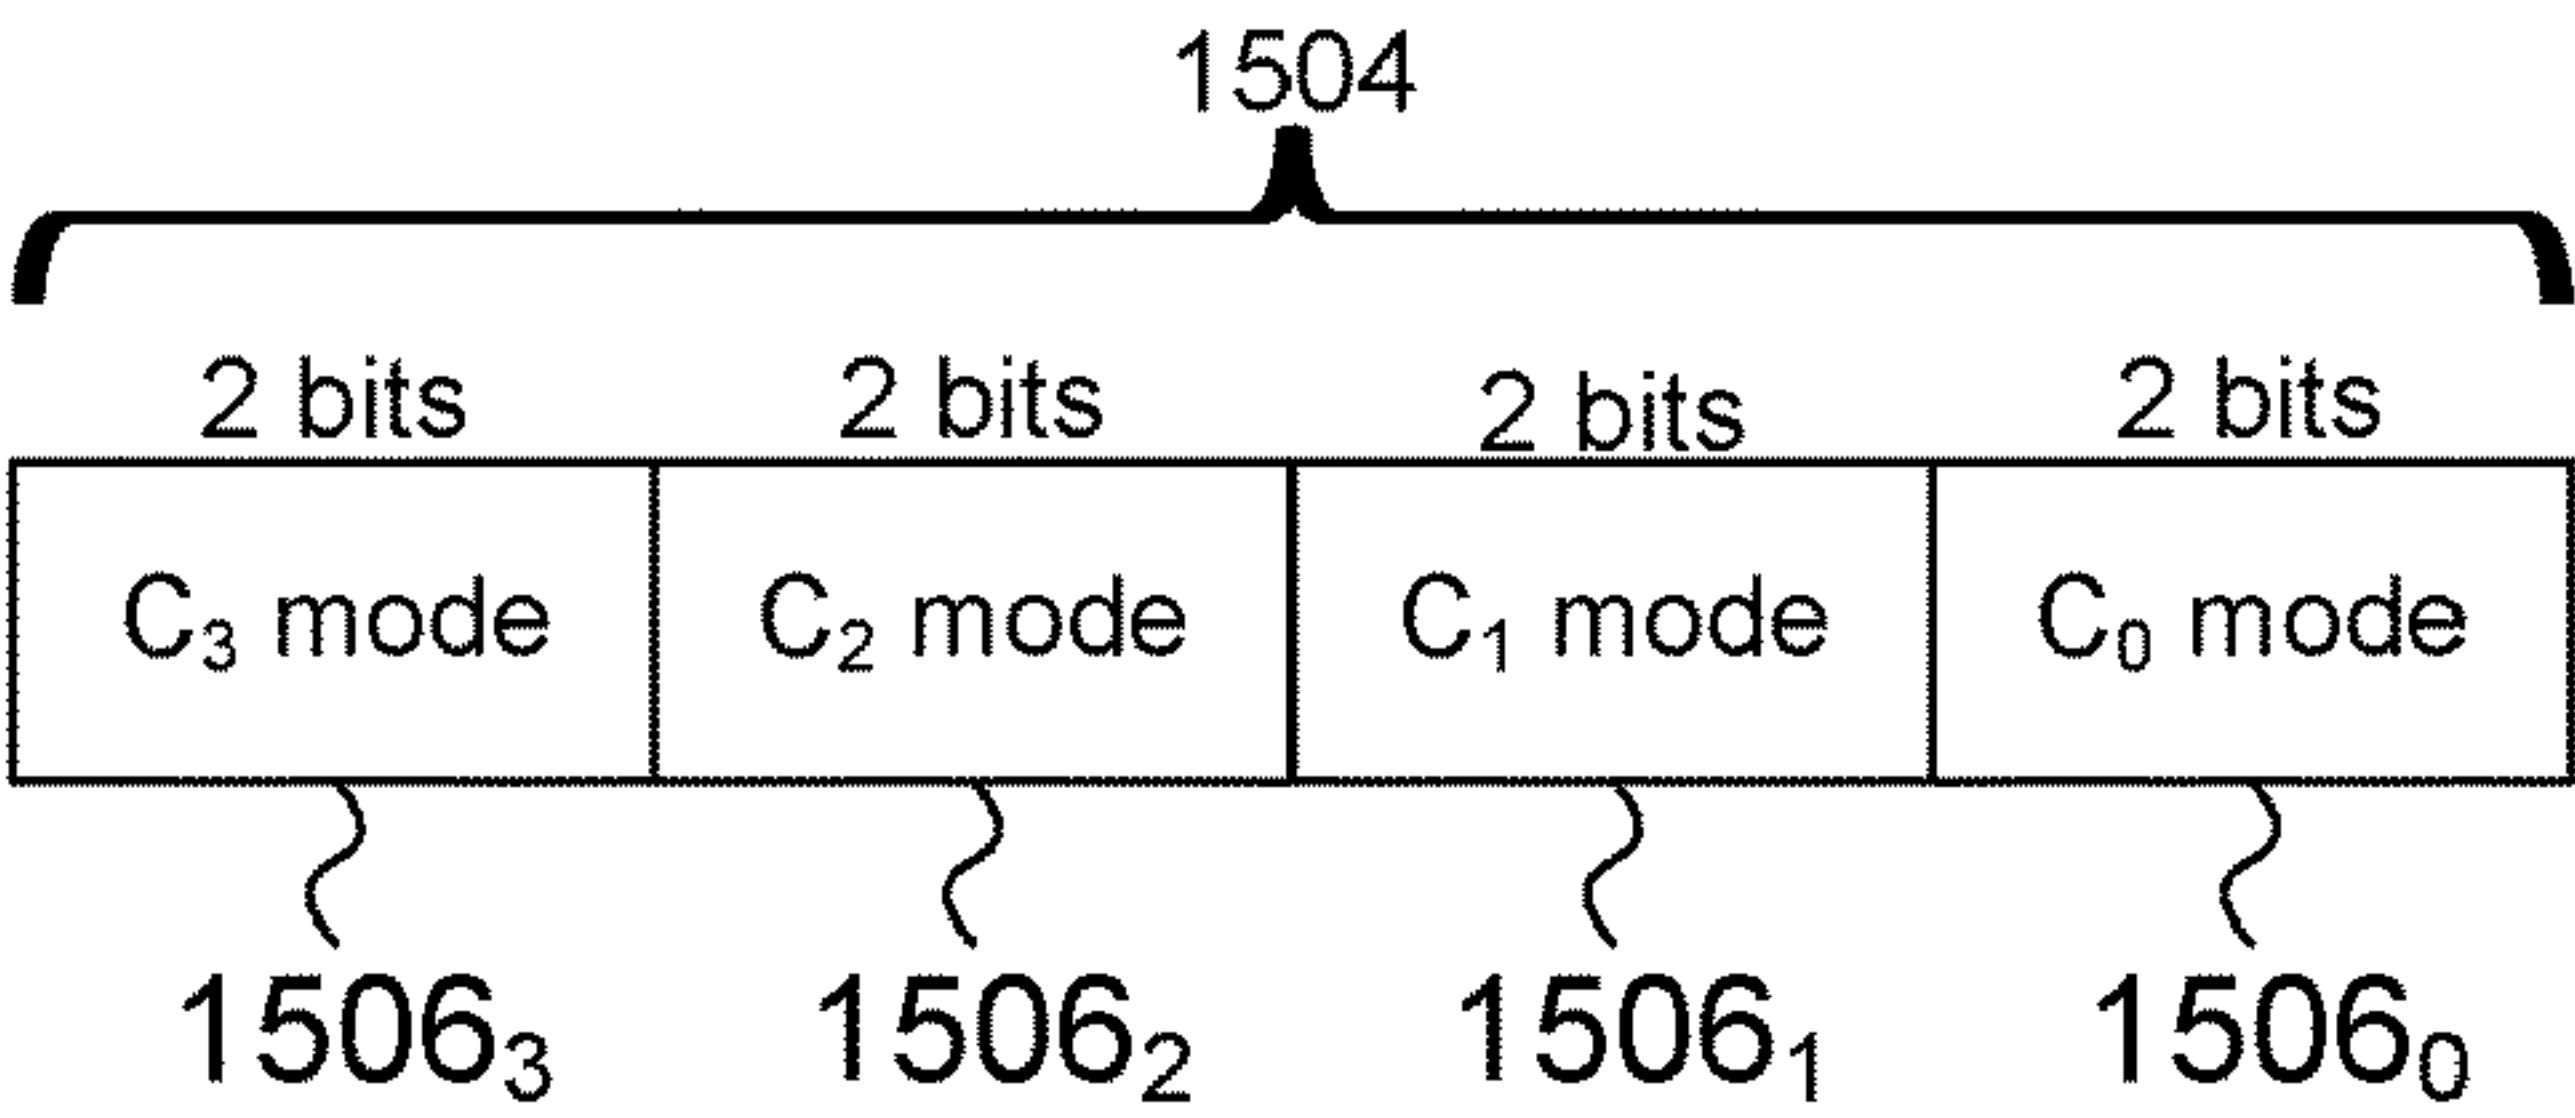 1504
2 bits 2 bits 2 bits 2 bits
C₃ mode C₂ mode C₁ mode C₀ mode
1506₃ 1506₂ 1506₁ 1506₀